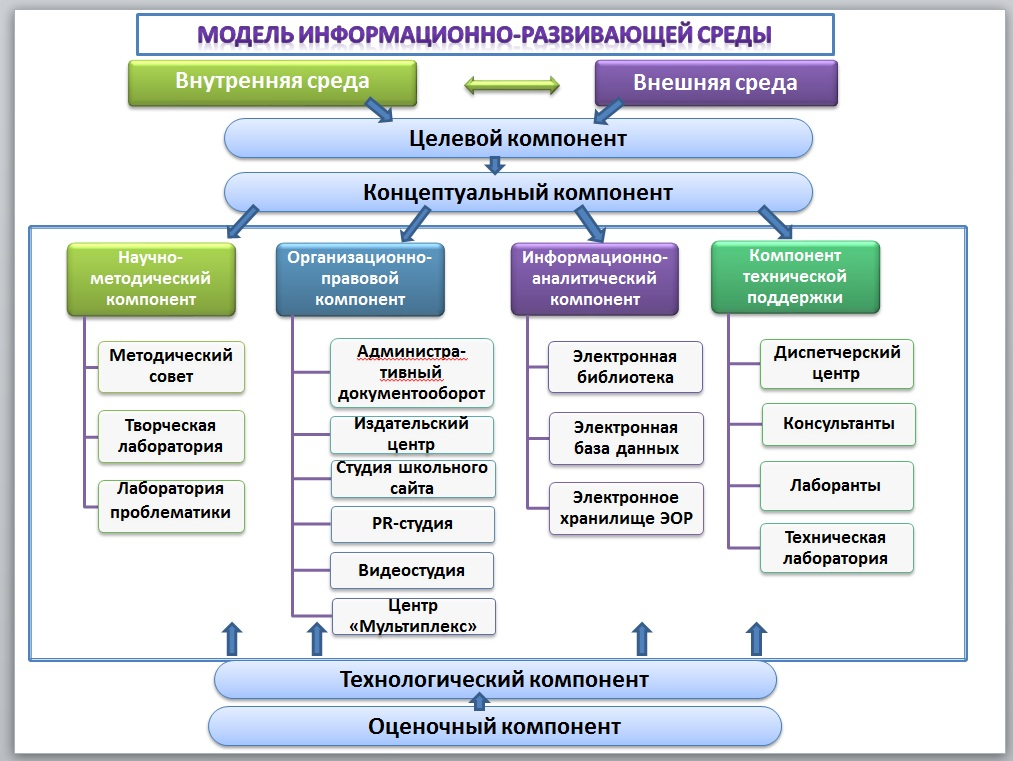 МОДЕЛЬ ИНФОРМАЦИОННО-РАЗВИВАЮЩЕЙ СРЕДЫ
Внутренняя среда
Внешняя среда
Целевой компонент
Концептуальный компонент
Научно-
методический
компонент
Методический
совет
Творческая
лаборатория
Лаборатория
проблематики
Организационно-
правовой
компонент
Администра-
тивный
документооборот
Издательский
центр
Студия школьного
сайта
PR-студия
Видеостудия
Центр
«Мультиплекс»
Информационно-
аналитический
компонент
Электронная
библиотека
Электронная
база данных
Электронное
хранилище ЭОР
Компонент
технической
поддержки
Диспетчерский
центр
Консультанты
Лаборанты
Техническая
лаборатория
Технологический компонент
Оценочный компонент